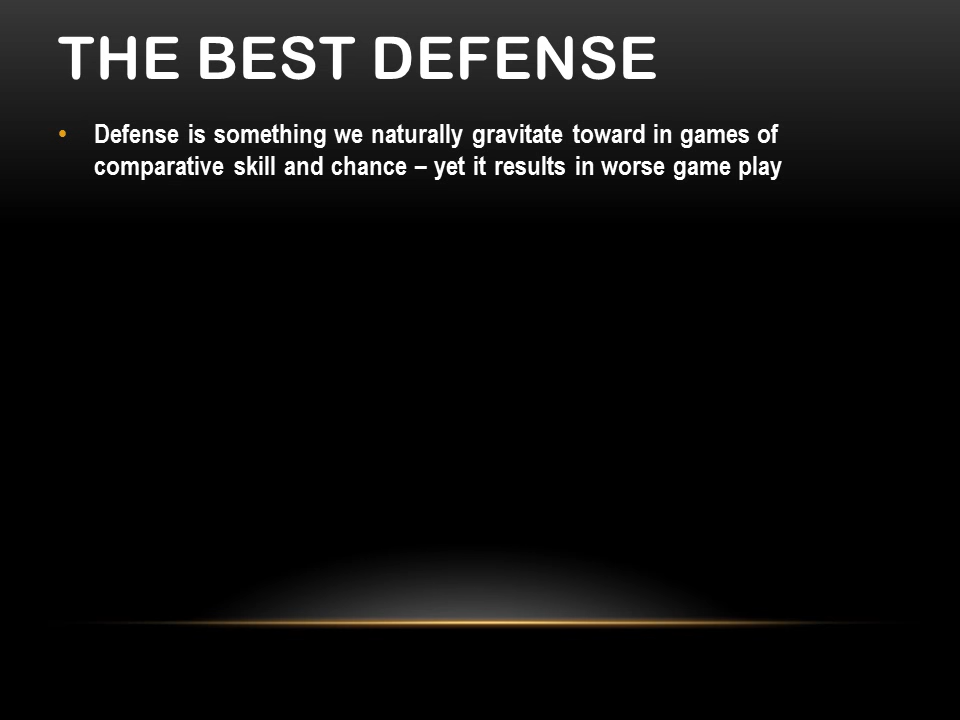 THE BEST DEFENSE
• Defense is something we naturally gravitate toward in games of
comparative skill and chance – yet it results in worse game play